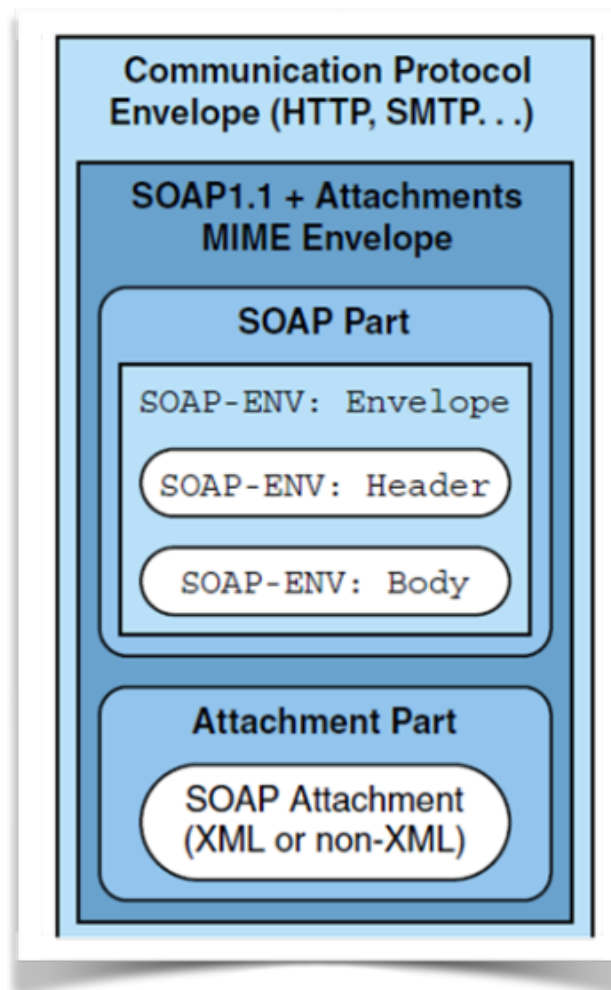 Communication Protocol
Envelope (HTTP, SMTP. . .)
SOAP1.1 + Attachments
MIME Envelope
SOAP Part
SOAP-ENV: Envelope
SOAP-ENV: Header
SOAP-ENV: Body
Attachment Part
SOAP Attachment
(XML or non-XML)